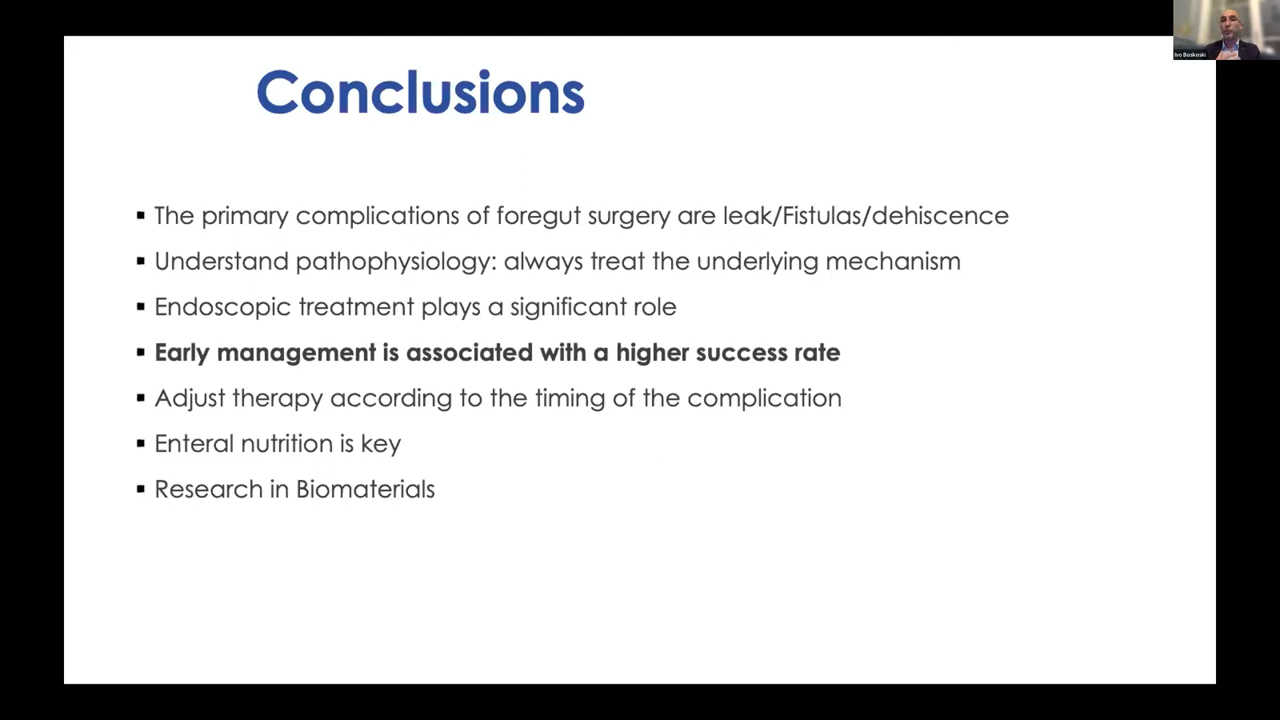 Conclusions
▪ The primary complications of foregut surgery are leak/Fistulas/dehiscence
▪ Understand pathophysiology: always treat the underlying mechanism
▪ Endoscopic treatment plays a significant role
▪ Early management is associated with a higher success rate
▪ Adjust therapy according to the timing of the complication
▪ Enteral nutrition is key
▪ Research in Biomaterials
Ivo Boskoski